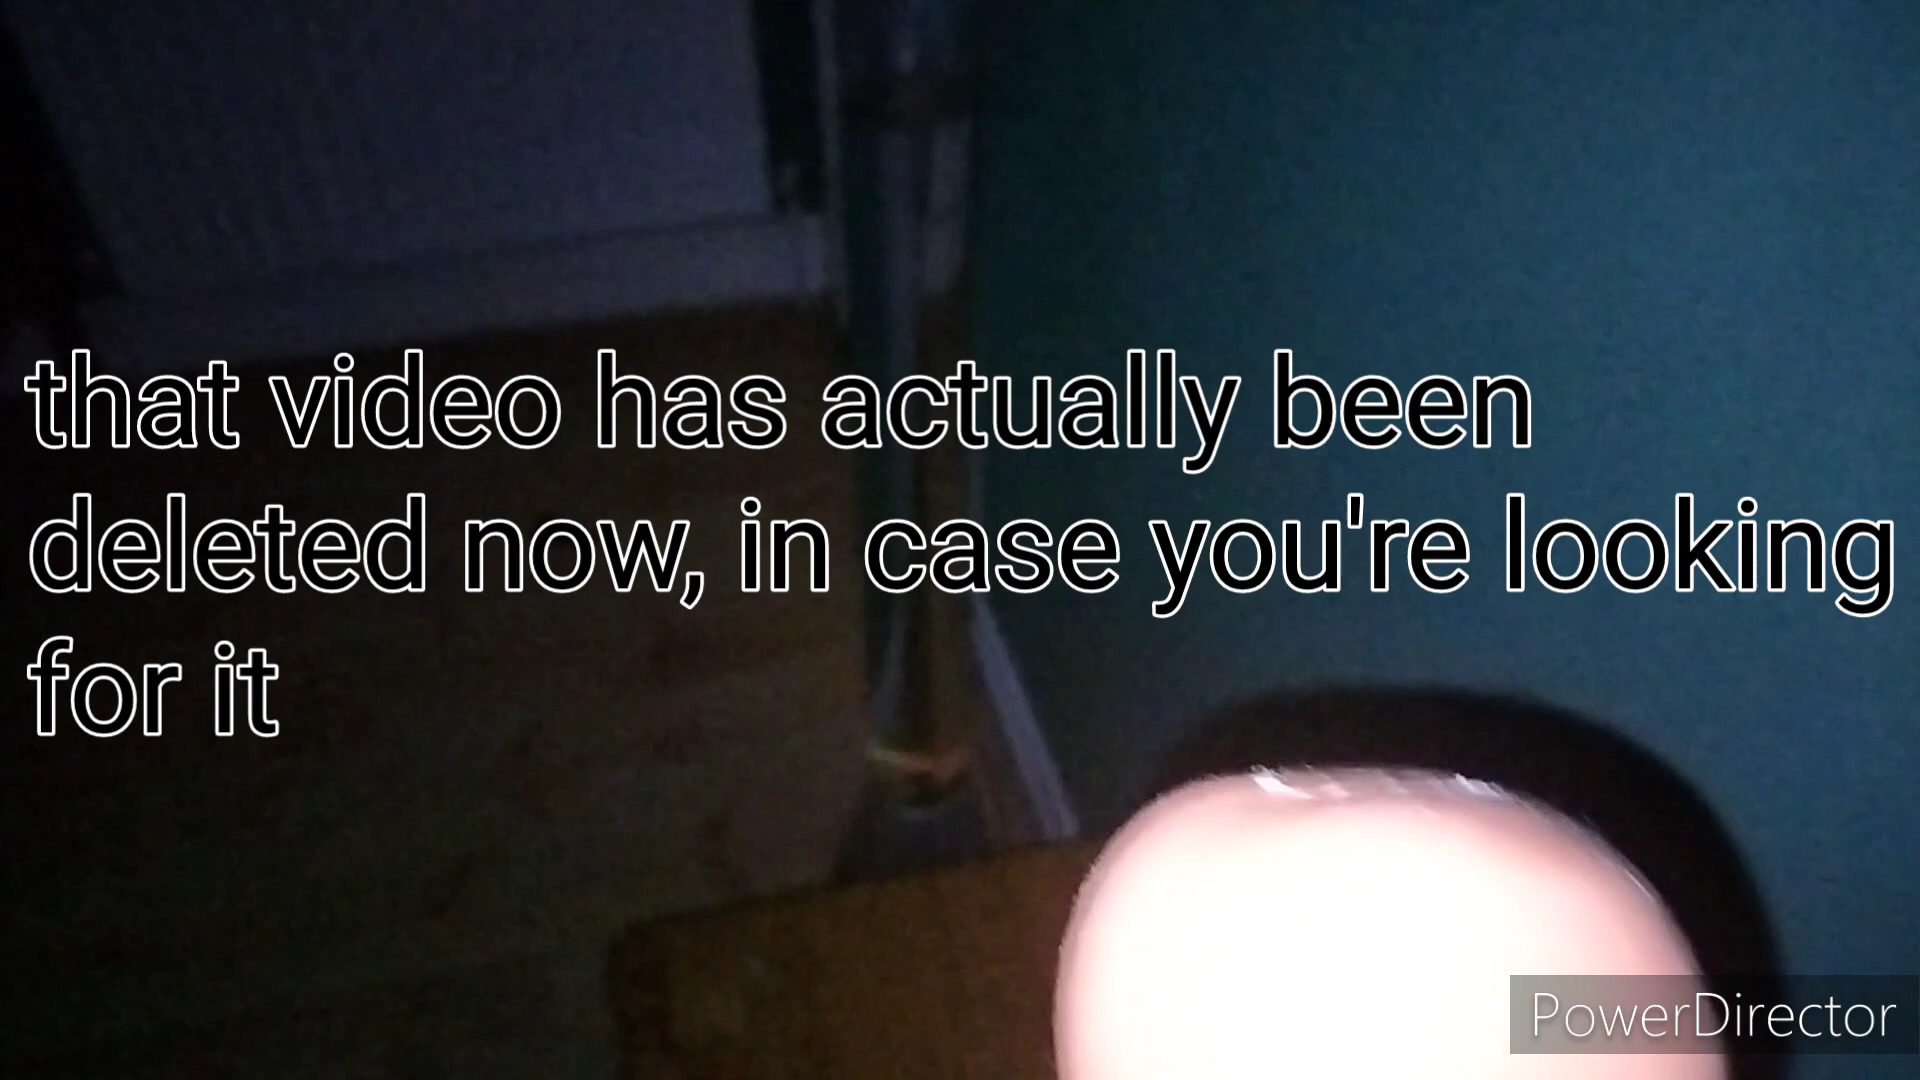 that video has actually been
deleted now, in case you're looking
for it
PowerDirector